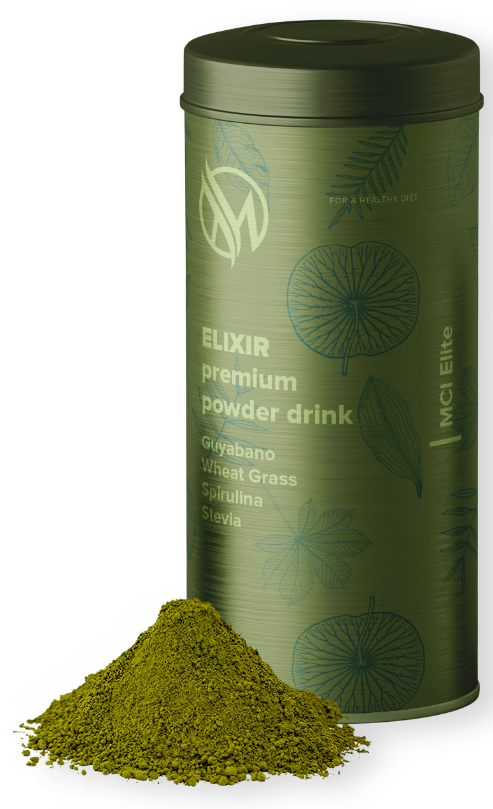 FOR A HEALTHY DIET
ELIXIR
premium
powder drink
Guyabano
Wheat Grass
Spirulina
Stevia
MCI Elite